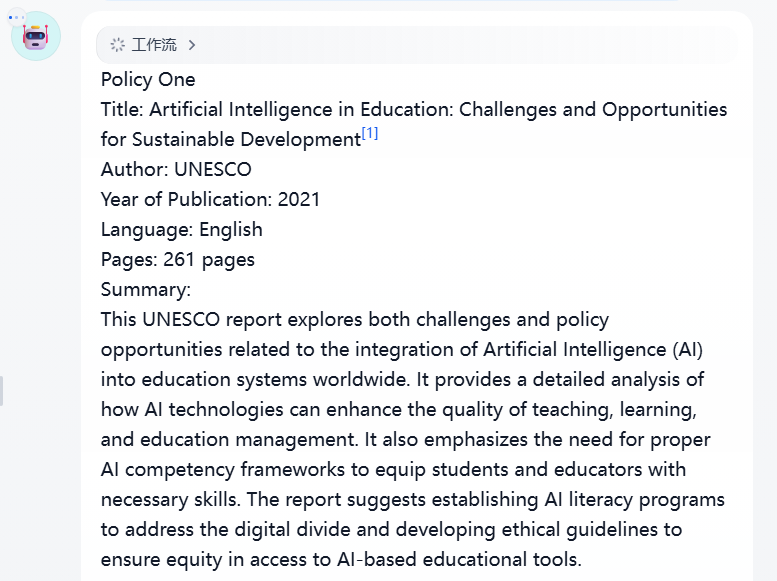 工作流
Policy One
Title: Artificial Intelligence in Education: Challenges and Opportunities
for Sustainable Development[1]
Author: UNESCO
Year of Publication: 2021
Language: English
Pages: 261 pages
Summary:
This UNESCO report explores both challenges and policy
opportunities related to the integration of Artificial Intelligence (AI)
into education systems worldwide. It provides a detailed analysis of
how AI technologies can enhance the quality of teaching, learning,
and education management. It also emphasizes the need for proper
AI competency frameworks to equip students and educators with
necessary skills. The report suggests establishing AI literacy programs
to address the digital divide and developing ethical guidelines to
ensure equity in access to AI-based educational tools.